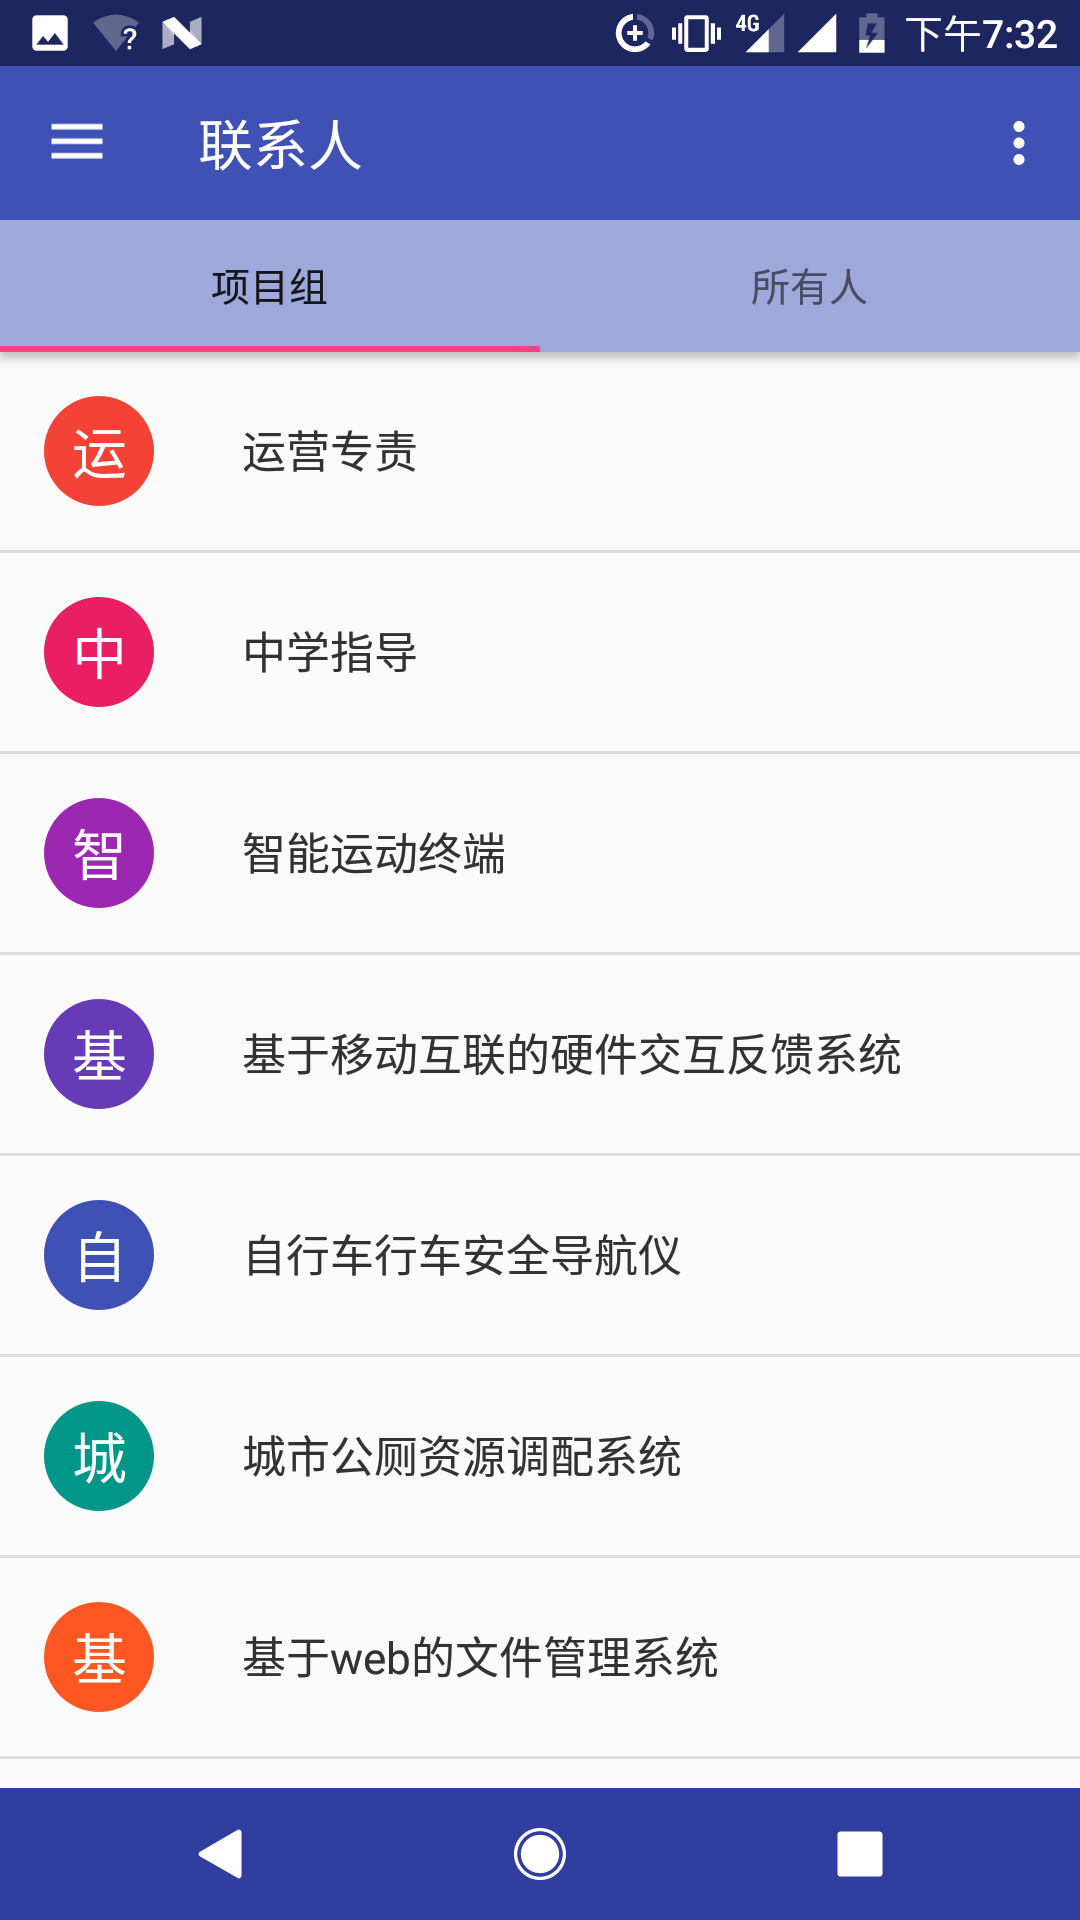 4G 下午7:32
联系人
项目组 所有人
运 运营专责
中 中学指导
智 智能运动终端
基 基于移动互联的硬件交互反馈系统
自 自行车行车安全导航仪
城 城市公厕资源调配系统
基 基于web的文件管理系统